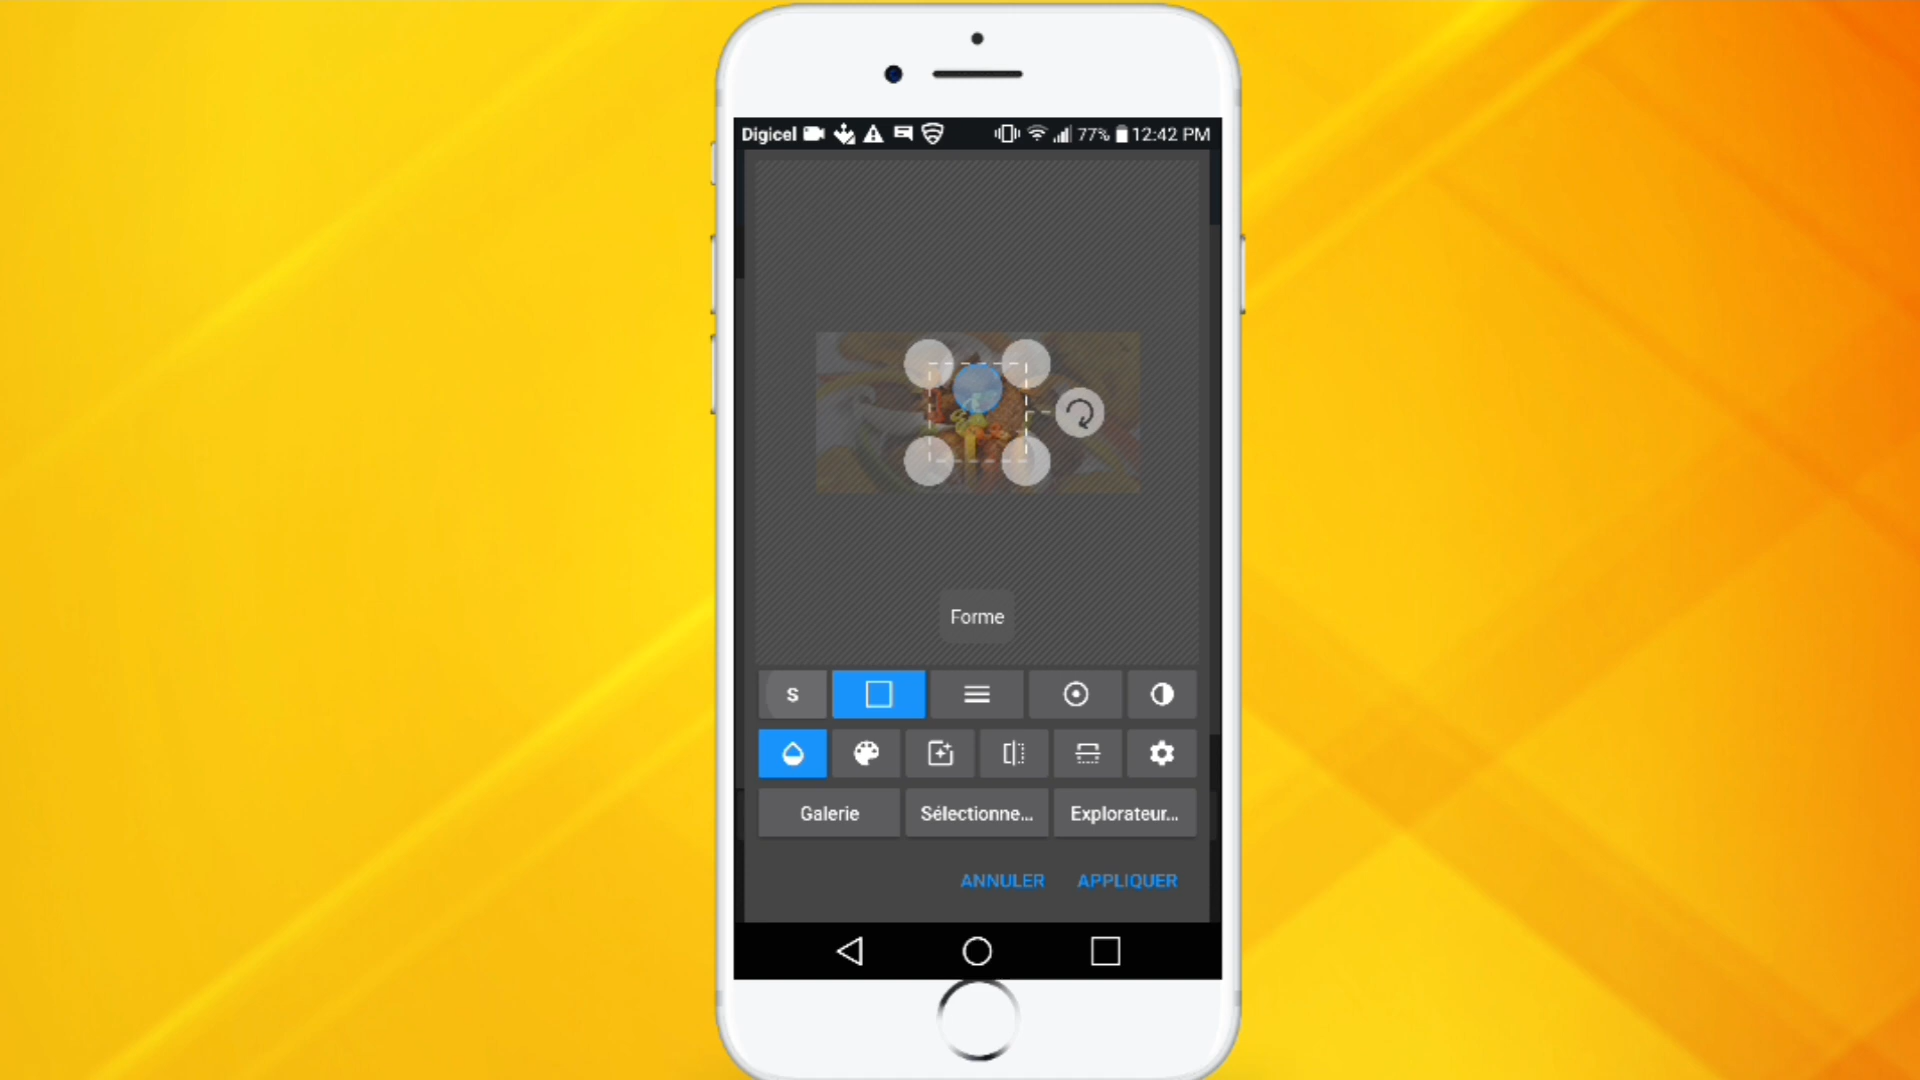 Digicel 77% 12:42 PM
Forme
S
Galerie Sélectionne... Explorateur...
ANNULER APPLIQUER